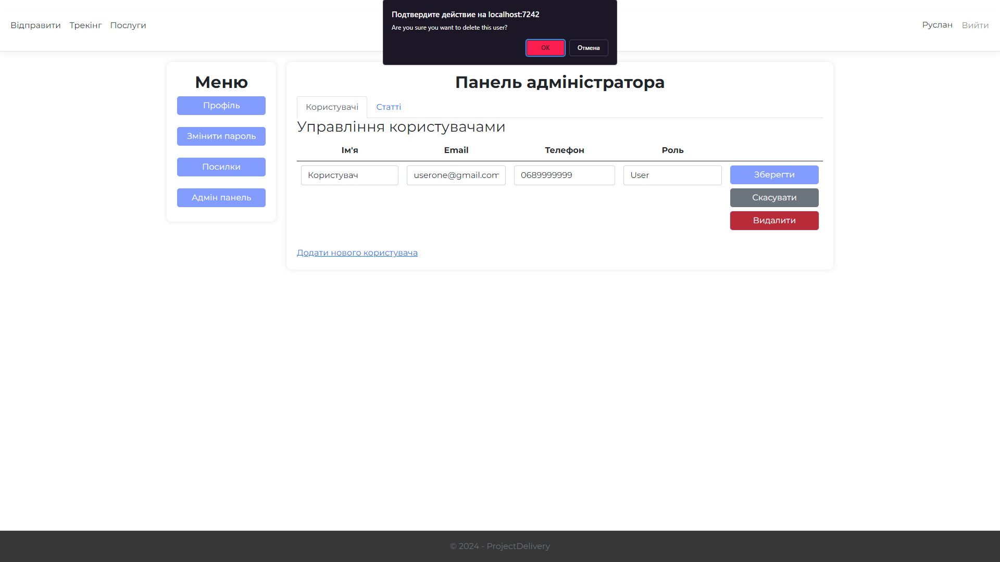 Подтвердите действие на localhost:7242
Are you sure you want to delete this user?
ОК
Отмена
Відправити Трекінг Послуги
Руслан Вийти
Меню
Профіль
Змінити пароль
Посилки
Адмін панель
Панель адміністратора
Користувачі Статті
Управління користувачами
Ім'я Email Телефон Роль
Користувач userone@gmail.com 0689999999 User Зберегти
Скасувати
Видалити
Додати нового користувача
© 2024 - ProjectDelivery